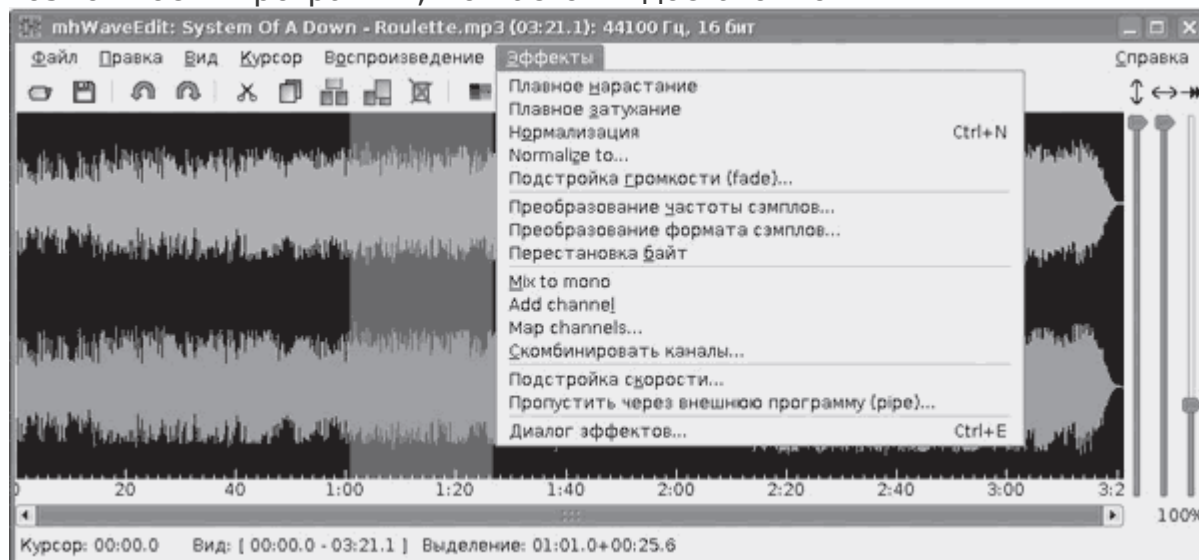 mhWaveEdit: System Of A Down - Roulette.mp3 (03:21.1): 44100 Гц, 16 бит
Файл Правка Вид Курсор Воспроизведение Эффекты Справка
Плавное нарастание
Плавное затухание
Нормализация Ctrl+N
Normalize to...
Подстройка громкости (fade)...
Преобразование частоты сэмплов...
Преобразование формата сэмплов...
Перестановка байт
Mix to mono
Add channel
Map channels...
Скомбинировать каналы...
Подстройка скорости...
Пропустить через внешнюю программу (pipe)...
Диалог эффектов... Ctrl+E
0 20 40 1:00 1:20 1:40 2:00 2:20 2:40 3:00 3:2
100%
Курсор: 00:00.0 Вид: [ 00:00.0 - 03:21.1 ] Выделение: 01:01.0+00:25.6